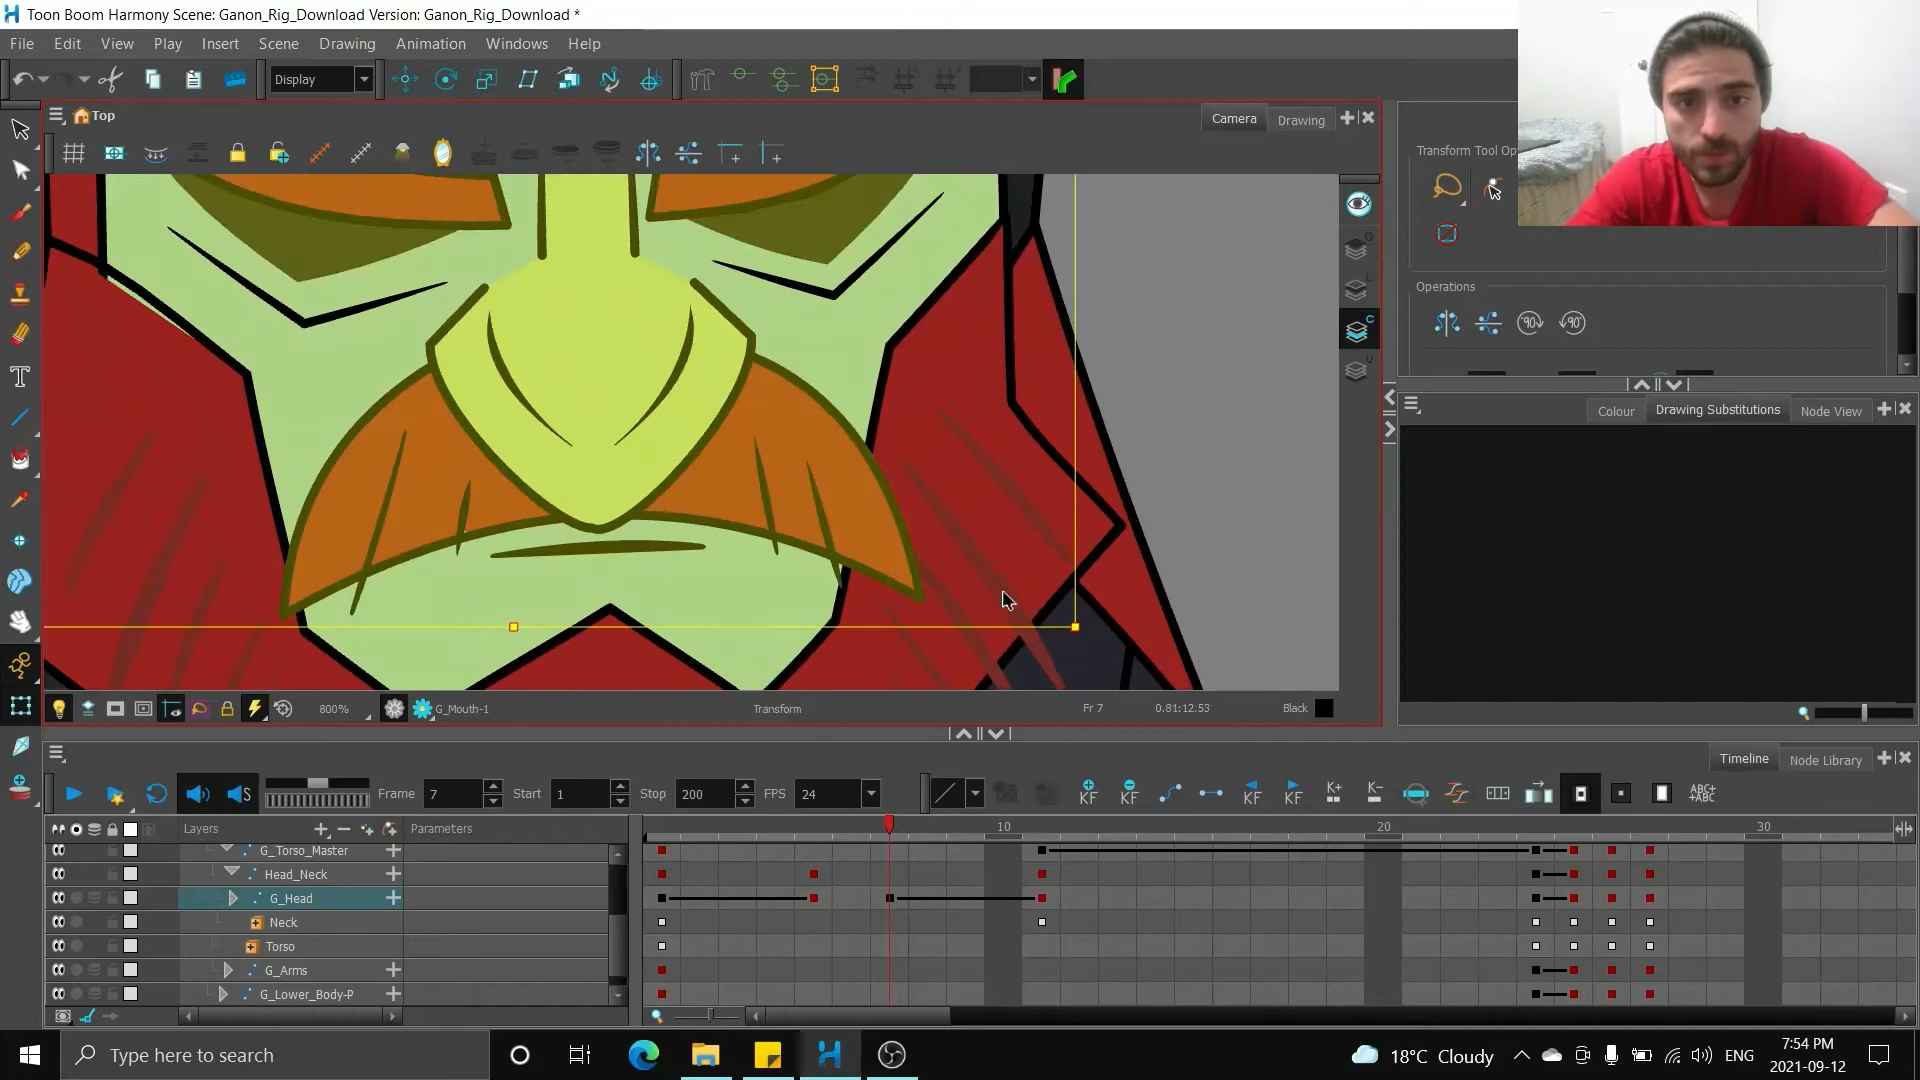 Toon Boom Harmony Scene: Ganon_Rig_Download Version: Ganon_Rig_Download *
File Edit View Play Insert Scene Drawing Animation Windows Help
Display
Top
Camera Drawing
Transform Tool Op
Operations
Colour Drawing Substitutions Node View
800% G_Mouth-1 Transform Fr 7 0.81:12.53 Black
Timeline Node Library
Frame 7 Start 1 Stop 200 FPS 24
KF KF KF KF K+ K- ABC+ +ABC
Layers Parameters 10 20 30
G_Torso_Master
Head_Neck
G_Head
Neck
Torso
G_Arms
G_Lower_Body-P
Type here to search
18°C Cloudy ENG 7:54 PM
2021-09-12